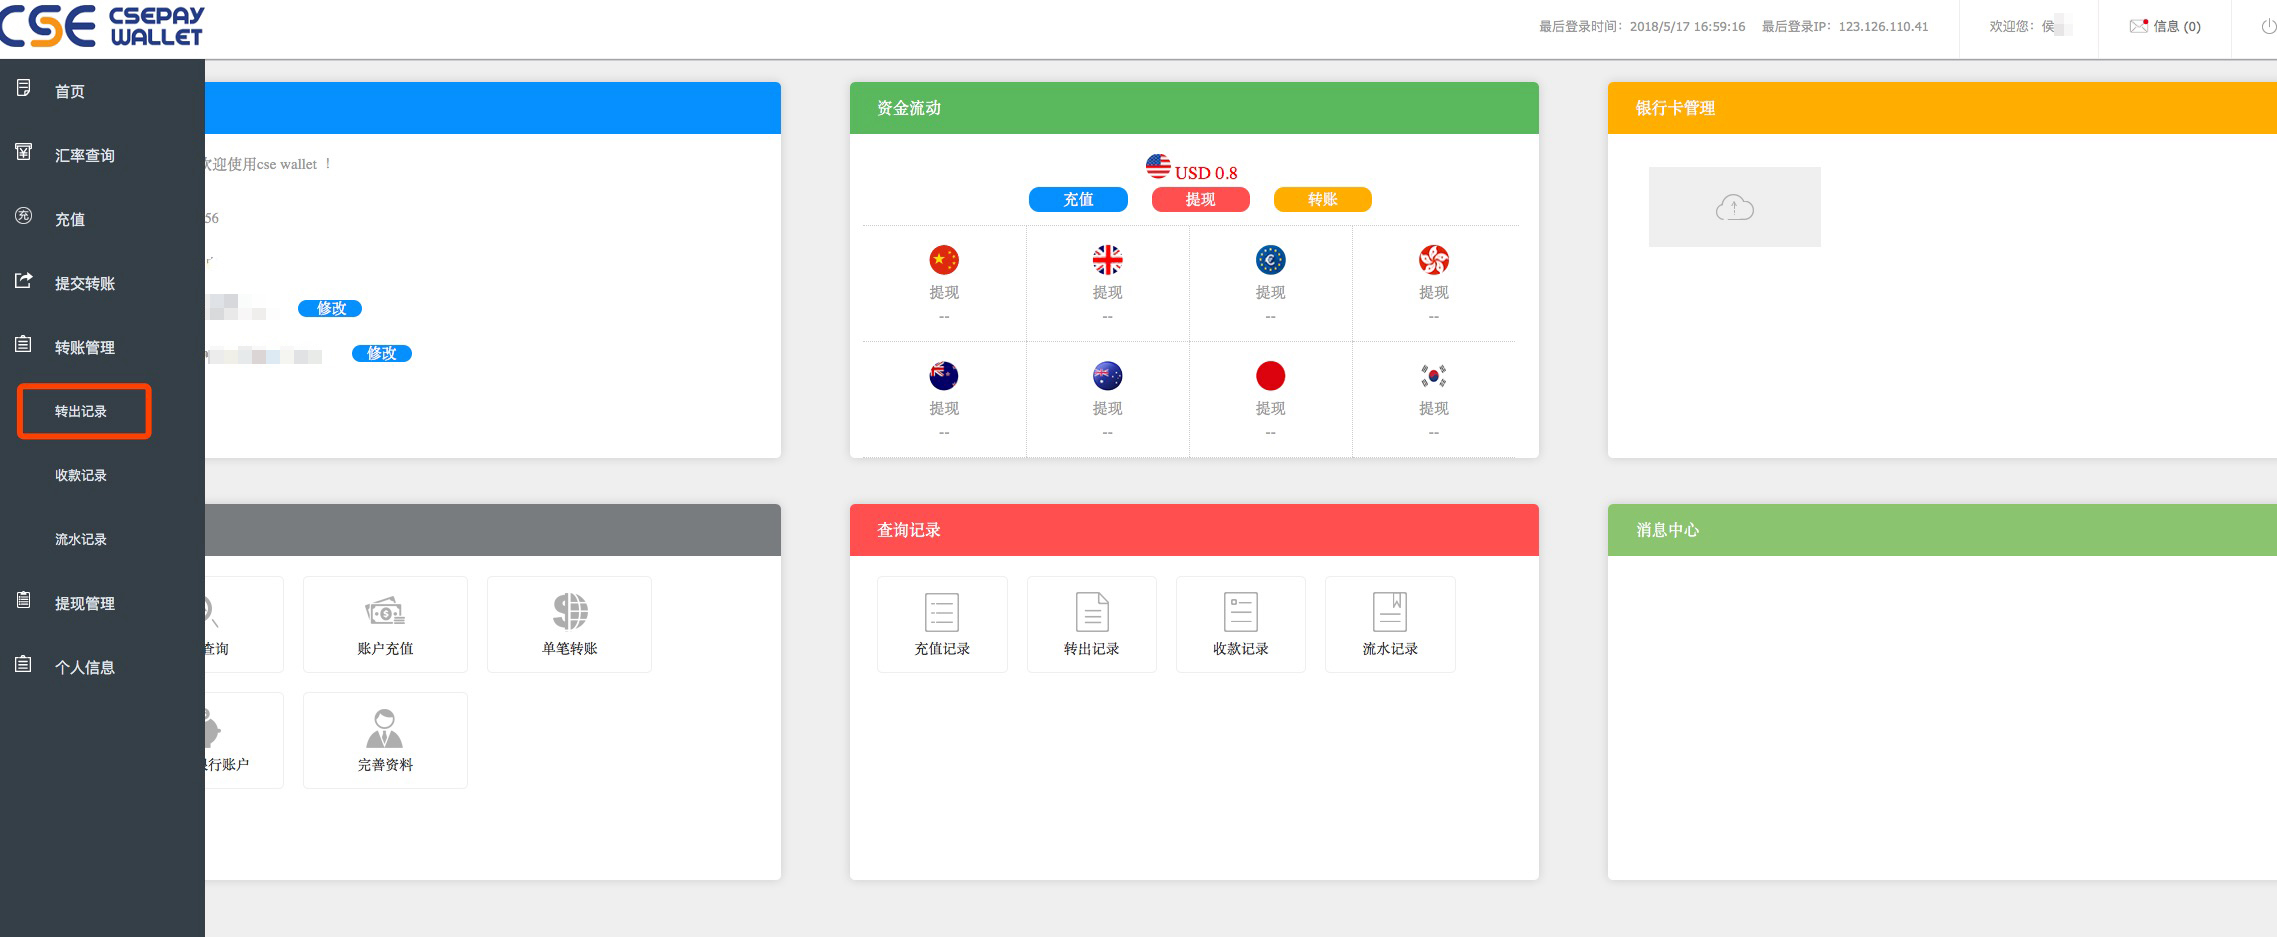 CSE CSEPAY
WALLET
最后登录时间：2018/5/17 16:59:16 最后登录IP：123.126.110.41
欢迎您：侯
信息 (0)
首页
汇率查询
充值
提交转账
转账管理
转出记录
收款记录
流水记录
提现管理
个人信息
迎使用cse wallet ！
56
修改
修改
资金流动
USD 0.8
充值 提现 转账
提现 提现 提现 提现
-- -- -- --
提现 提现 提现 提现
-- -- -- --
银行卡管理
查询 账户充值 单笔转账
行账户 完善资料
查询记录
充值记录 转出记录 收款记录 流水记录
消息中心